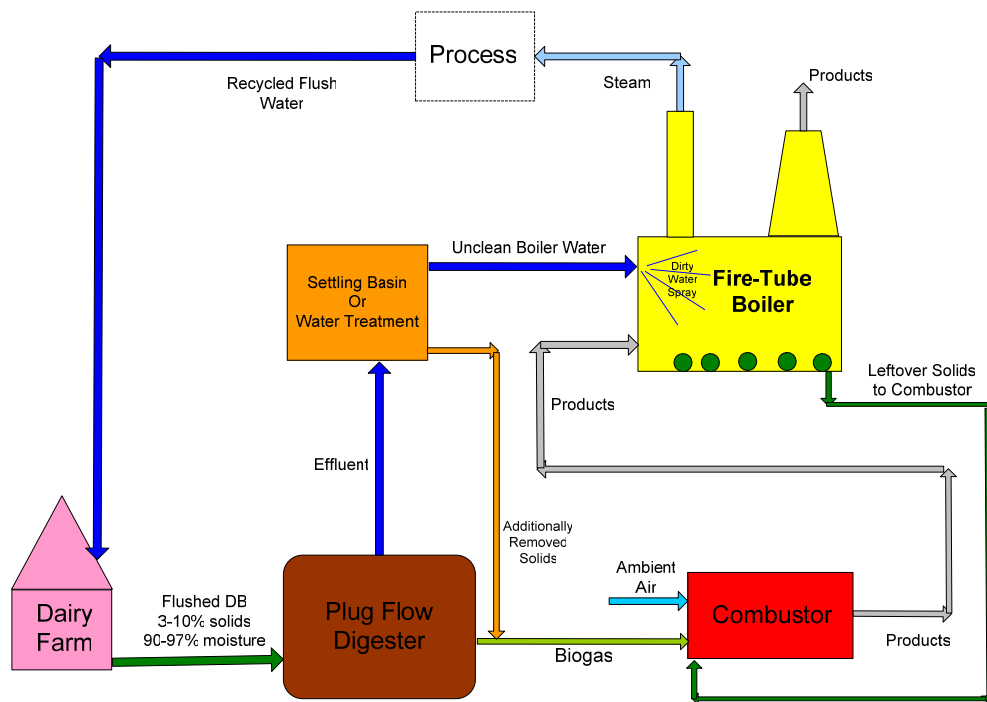 Process
Recycled Flush
Water
Steam
Products
Unclean Boiler Water
Settling Basin
Or
Water Treatment
Dirty
Water
Spray
Fire-Tube
Boiler
Leftover Solids
to Combustor
Products
Effluent
Additionally
Removed
Solids
Ambient
Air
Flushed DB
3-10% solids
90-97% moisture
Dairy
Farm
Plug Flow
Digester
Combustor
Biogas
Products